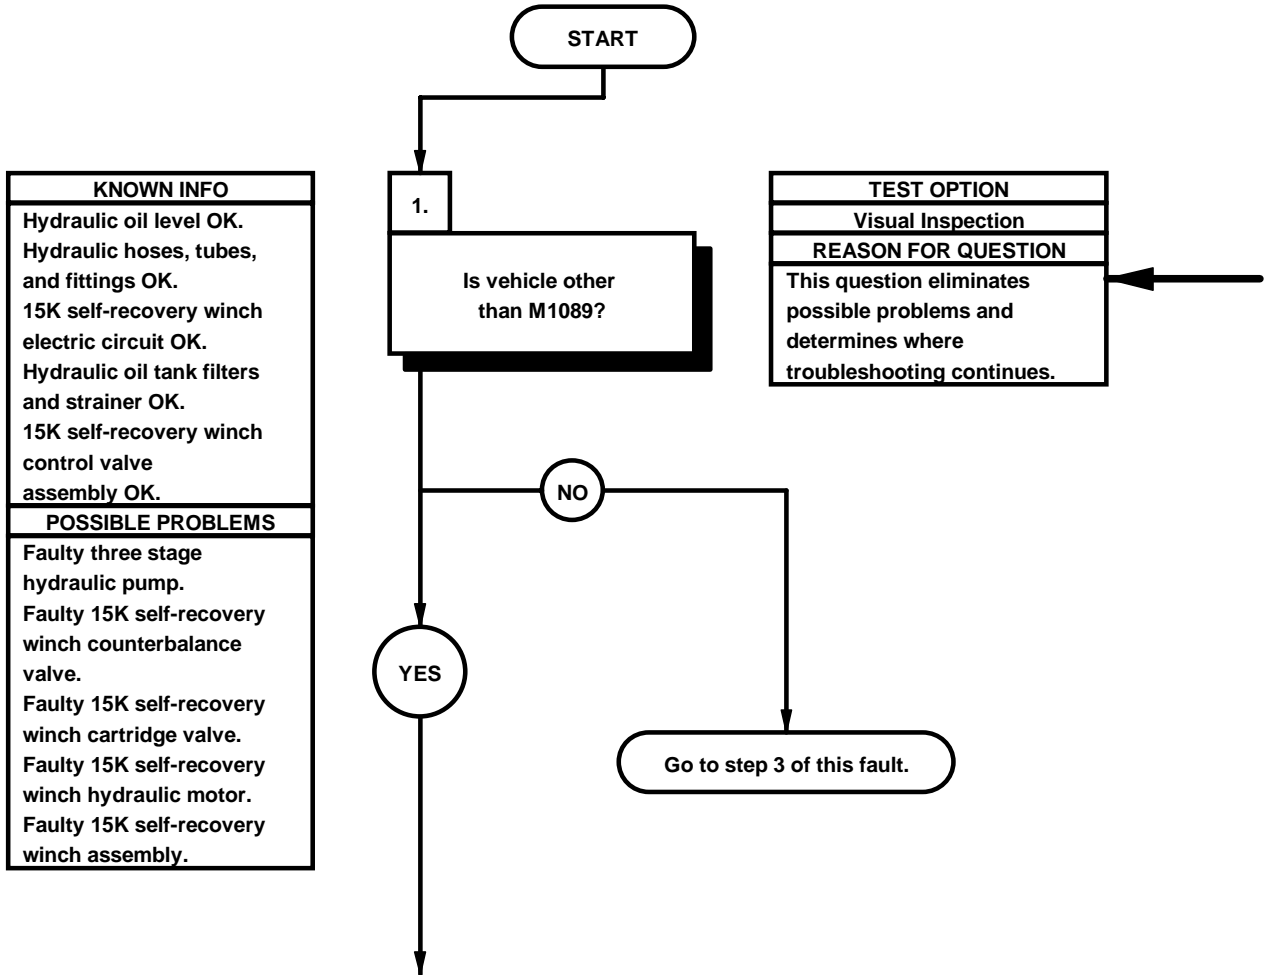 START
KNOWN INFO
Hydraulic oil level OK.
Hydraulic hoses, tubes,
and fittings OK.
15K self-recovery winch
electric circuit OK.
Hydraulic oil tank filters
and strainer OK.
15K self-recovery winch
control valve
assembly OK.
POSSIBLE PROBLEMS
Faulty three stage
hydraulic pump.
Faulty 15K self-recovery
winch counterbalance
valve.
Faulty 15K self-recovery
winch cartridge valve.
Faulty 15K self-recovery
winch hydraulic motor.
Faulty 15K self-recovery
winch assembly.
1.
Is vehicle other
than M1089?
TEST OPTION
Visual Inspection
REASON FOR QUESTION
This question eliminates
possible problems and
determines where
troubleshooting continues.
NO
YES
Go to step 3 of this fault.